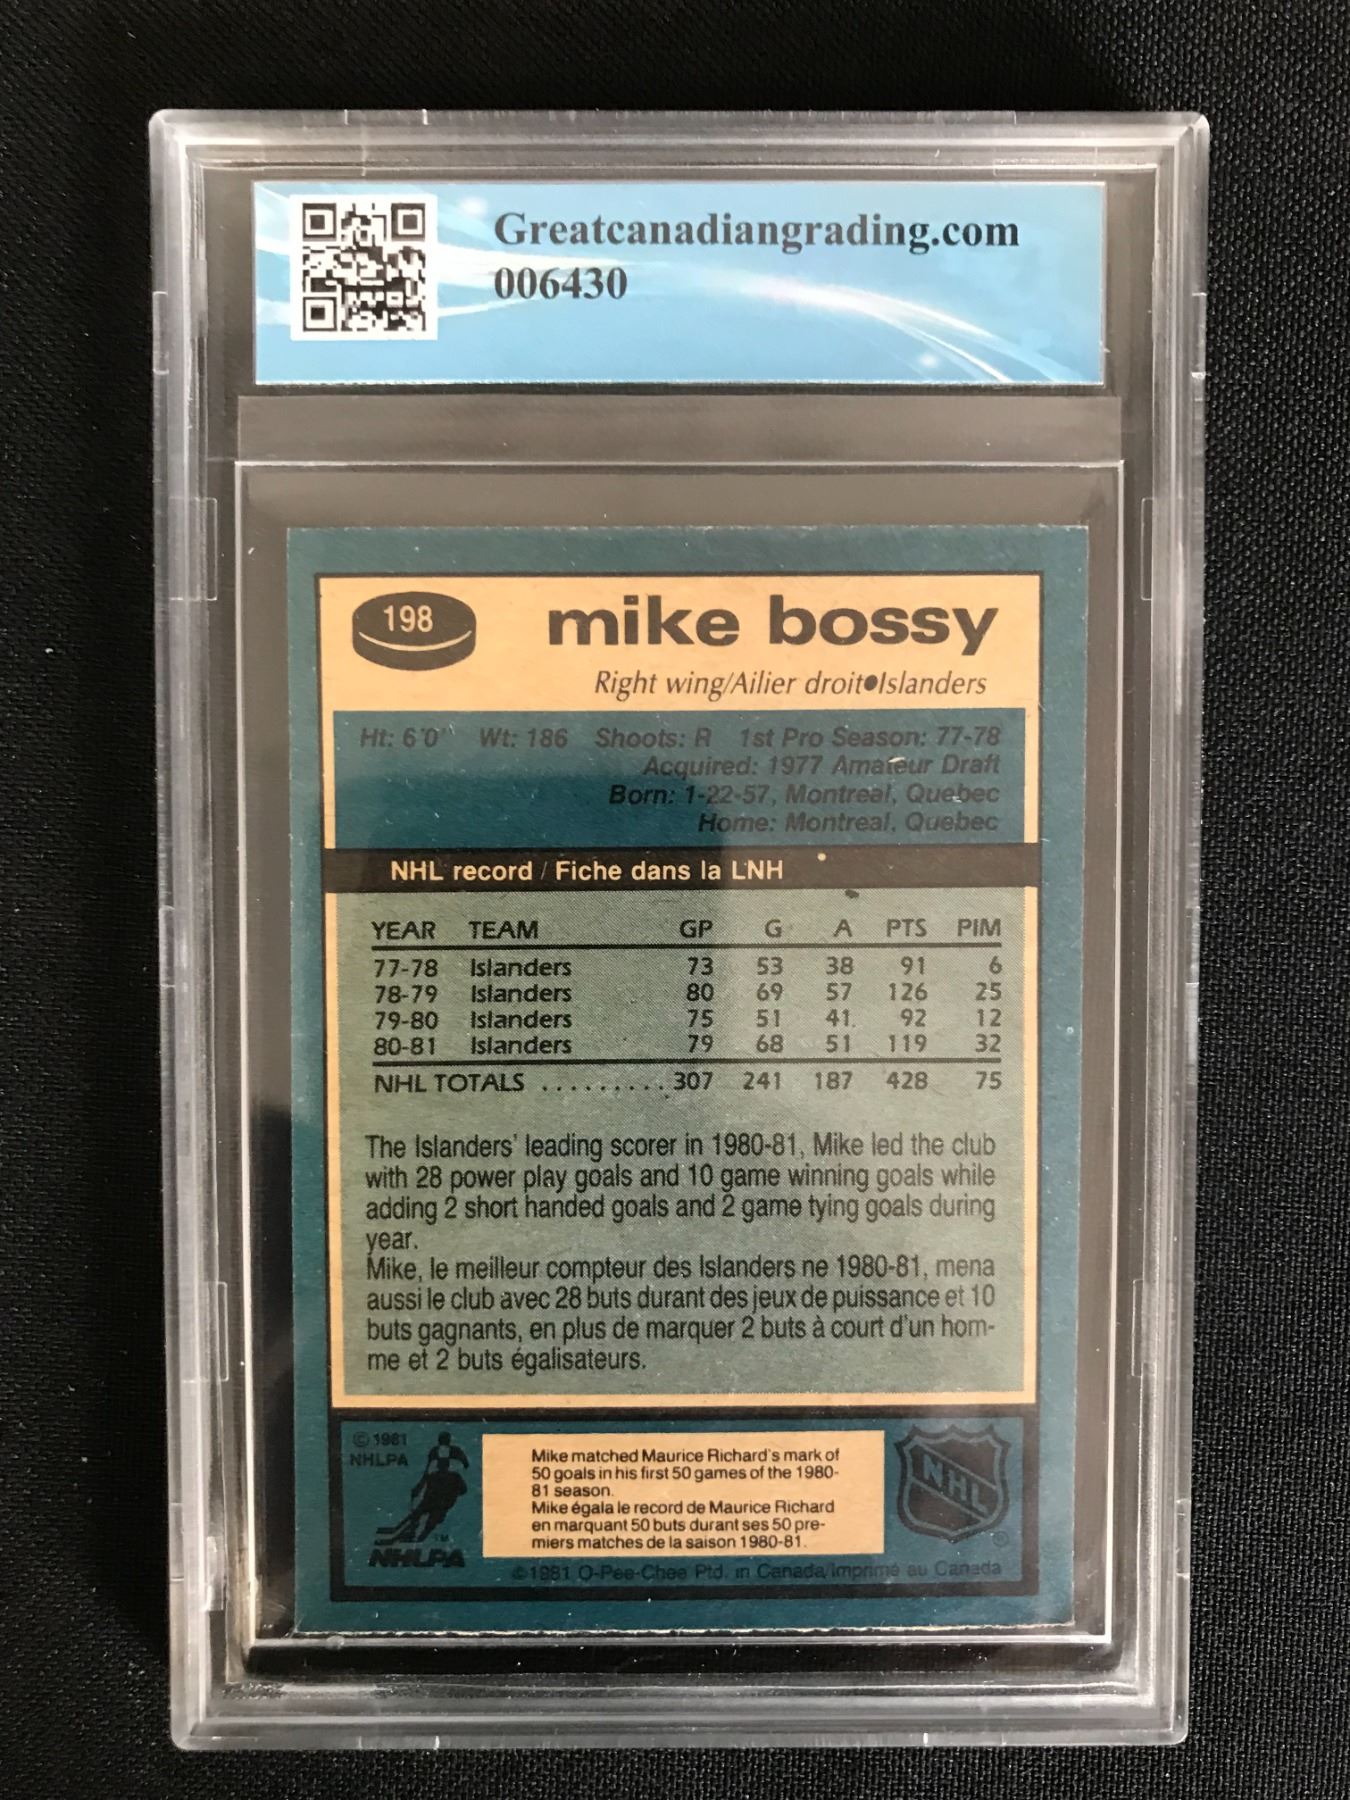 Greatcanadiangrading.com
006430
198
mike bossy
Right wing/Ailier droit●Islanders
Ht: 6'0" Wt: 186 Shoots: R 1st Pro Season: 77-78
Acquired: 1977 Amateur Draft
Born: 1-22-57, Montreal, Quebec
Home: Montreal, Quebec
NHL record / Fiche dans la LNH
YEAR TEAM GP G A PTS PIM
77-78 Islanders 73 53 38 91 6
78-79 Islanders 80 69 57 126 25
79-80 Islanders 75 51 41 92 12
80-81 Islanders 79 68 51 119 32
NHL TOTALS ......... 307 241 187 428 75
The Islanders' leading scorer in 1980-81, Mike led the club
with 28 power play goals and 10 game winning goals while
adding 2 short handed goals and 2 game tying goals during
year.
Mike, le meilleur compteur des Islanders ne 1980-81, mena
aussi le club avec 28 buts durant des jeux de puissance et 10
buts gagnants, en plus de marquer 2 buts à court d'un hom-
me et 2 buts égalisateurs.
© 1981
NHLPA
TM
NHLPA
Mike matched Maurice Richard's mark of
50 goals in his first 50 games of the 1980-
81 season.
Mike égala le record de Maurice Richard
en marquant 50 buts durant ses 50 pre-
miers matches de la saison 1980-81.
NHL
®
©1981 O-Pee-Chee Ptd. in Canada/Imprimé au Canada